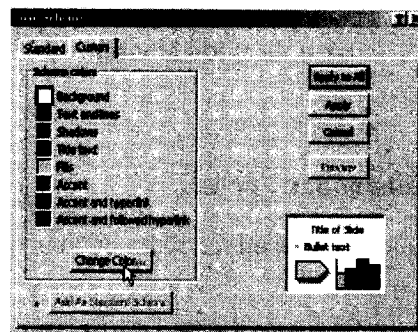 Standard Custom
Scheme colors
Background
Text and lines
Shadows
Title text
Fills
Accent
Accent and hyperlink
Accent and followed hyperlink
Change Color...
Add As Standard Scheme
Apply to All
Apply
Cancel
Preview
Title of Slide
Bullet text